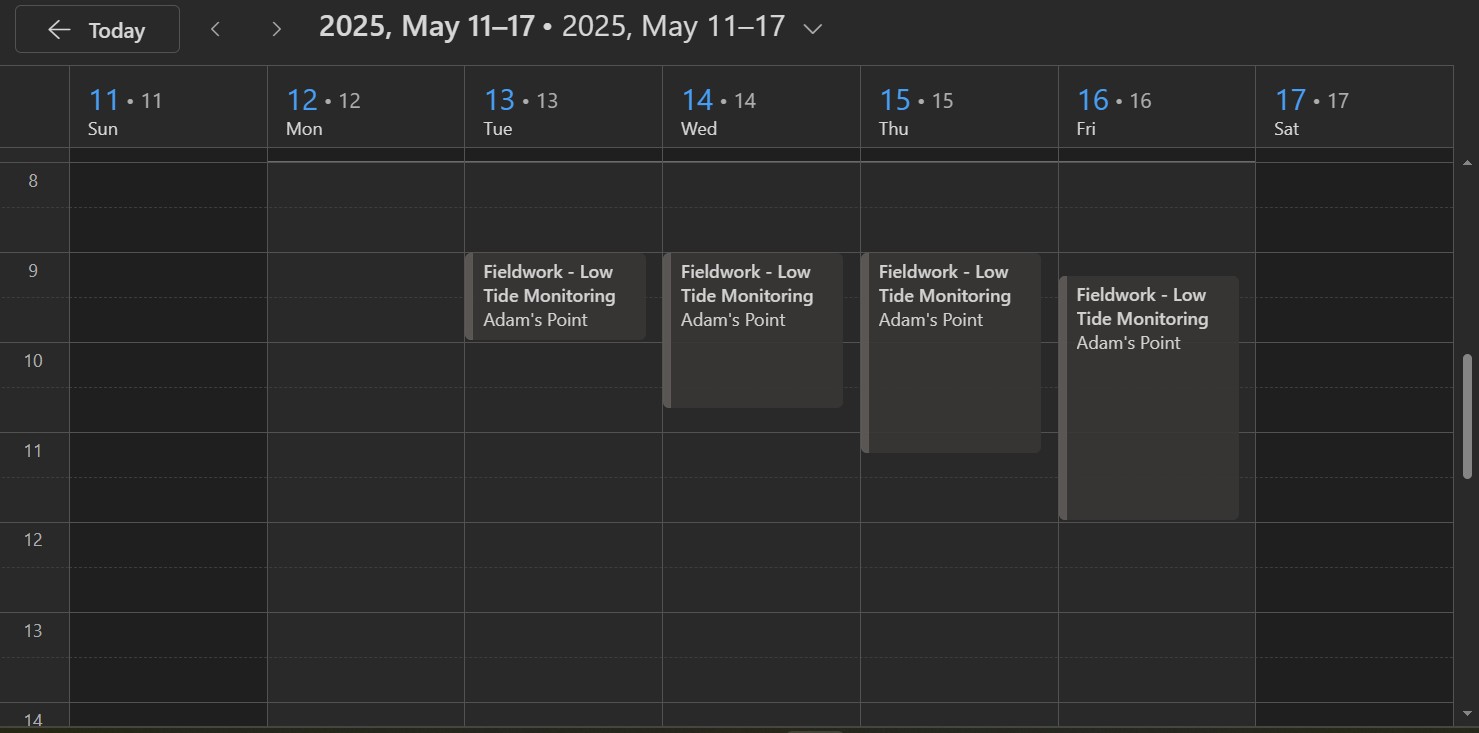 Today
2025, May 11–17 • 2025, May 11–17
11 • 11
Sun
12 • 12
Mon
13 • 13
Tue
14 • 14
Wed
15 • 15
Thu
16 • 16
Fri
17 • 17
Sat
8
9
Fieldwork - Low
Tide Monitoring
Adam's Point
Fieldwork - Low
Tide Monitoring
Adam's Point
Fieldwork - Low
Tide Monitoring
Adam's Point
Fieldwork - Low
Tide Monitoring
Adam's Point
10
11
12
13
14